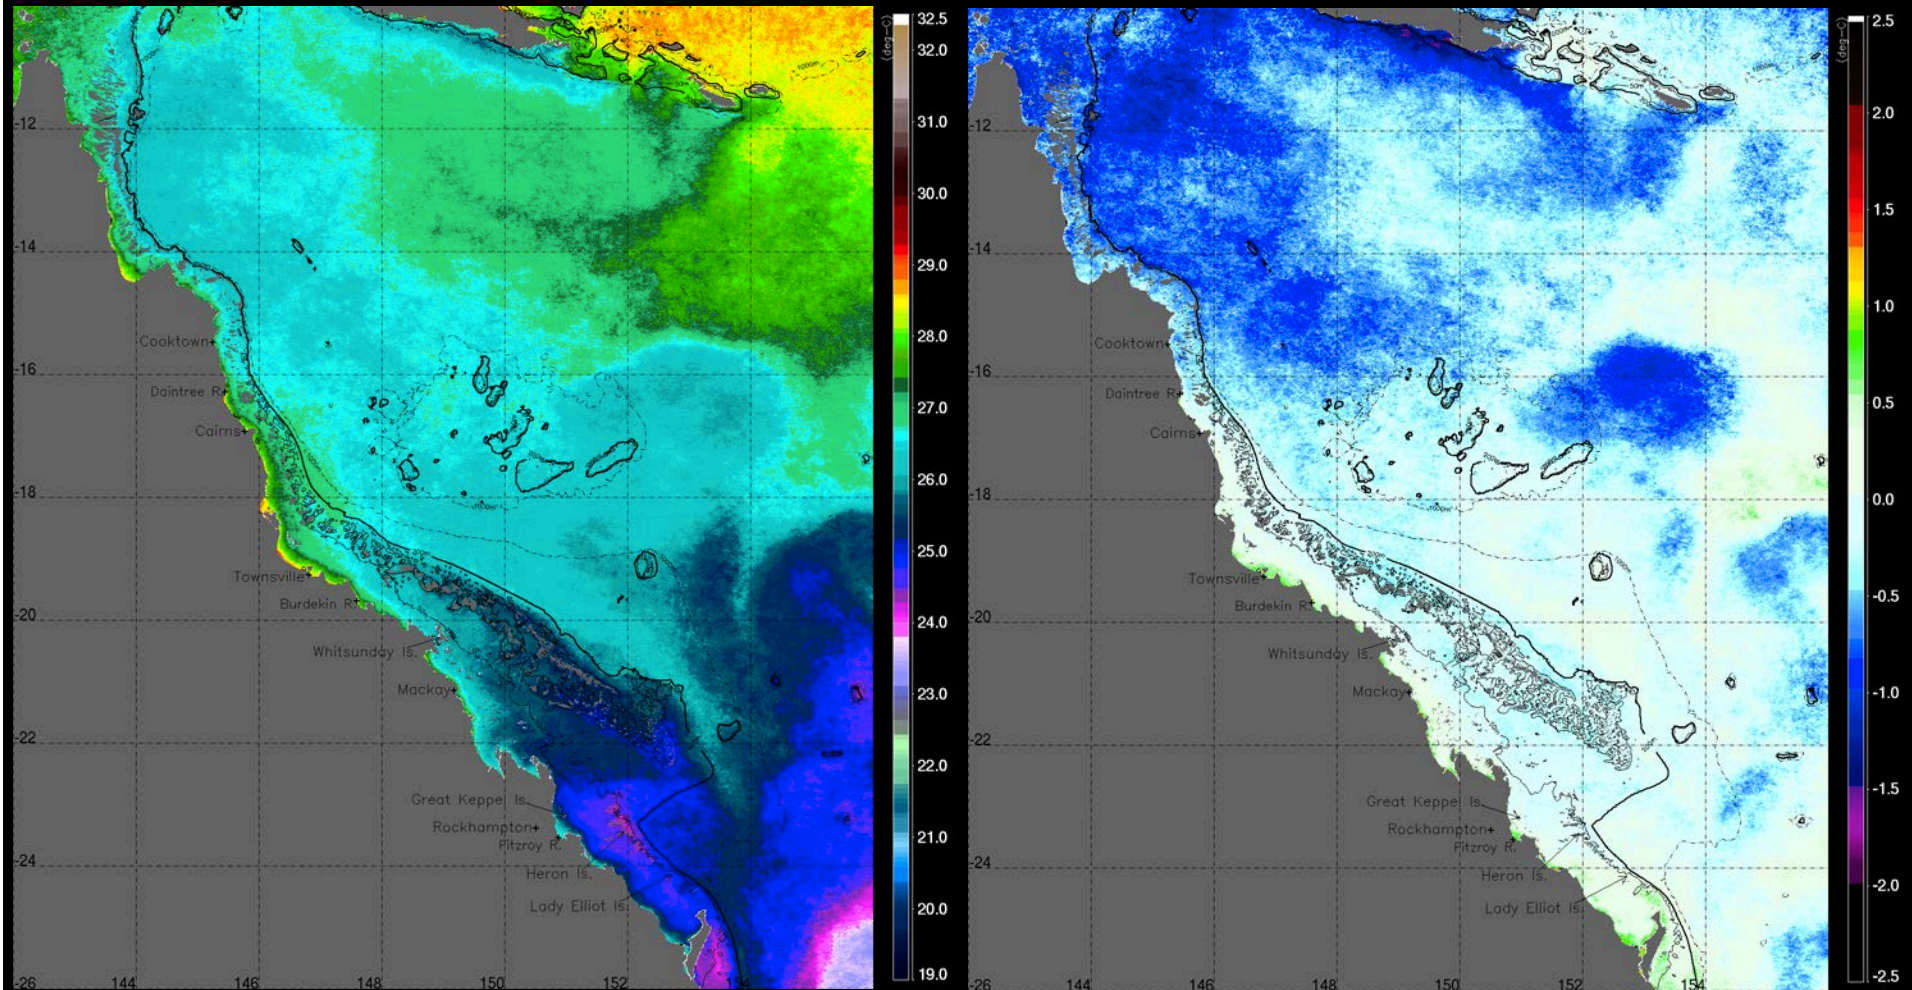 32.5
(deg-C)
32.0
31.0
30.0
29.0
28.0
27.0
26.0
25.0
24.0
23.0
22.0
21.0
20.0
19.0
-12
-14
Cooktown
-16
Daintree R.
Cairns
-18
Townsville
Burdekin R.
-20
Whitsunday Is.
Mackay
-22
Great Keppel Is.
Rockhampton
Fitzroy R.
-24
Heron Is.
Lady Elliot Is.
-26
144
146
148
150
152
154
2.5
(deg-C)
2.0
1.5
1.0
0.5
0.0
-0.5
-1.0
-1.5
-2.0
-2.5
-12
-14
Cooktown
-16
Daintree R.
Cairns
-18
Townsville
Burdekin R.
-20
Whitsunday Is.
Mackay
-22
Great Keppel Is.
Rockhampton
Fitzroy R.
-24
Heron Is.
Lady Elliot Is.
-26
144
146
148
150
152
154